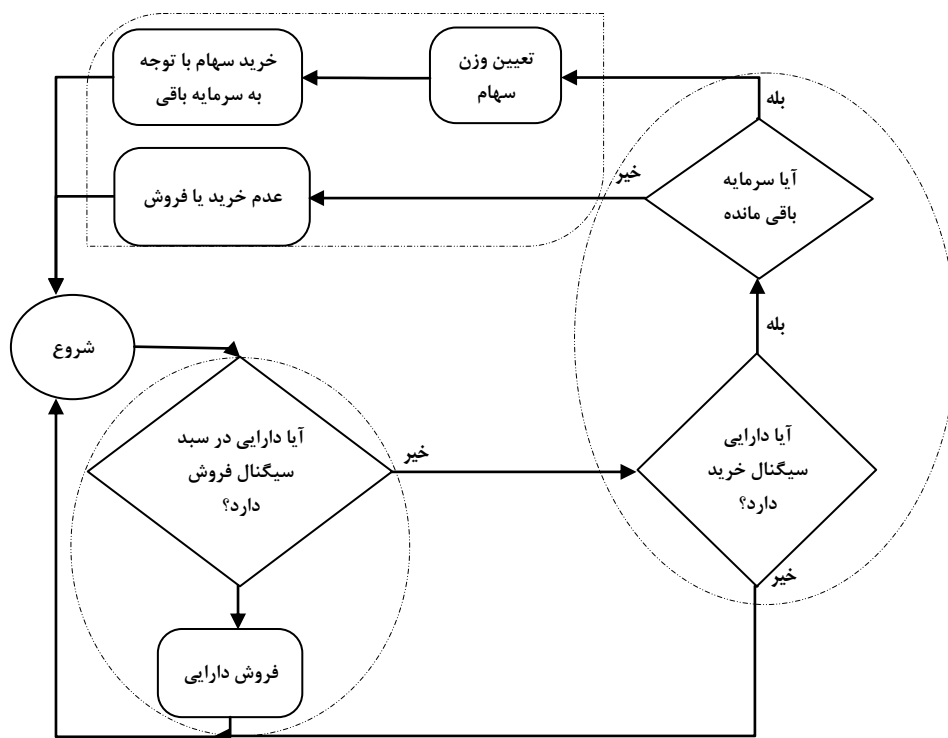 خرید سهام با توجه
به سرمایه باقی
تعیین وزن
سهام
بله
عدم خرید یا فروش
خیر
آیا سرمایه
باقی مانده
شروع
بله
آیا دارایی در سبد
سیگنال فروش
دارد؟
خیر
آیا دارایی
سیگنال خرید
دارد؟
خیر
فروش دارایی